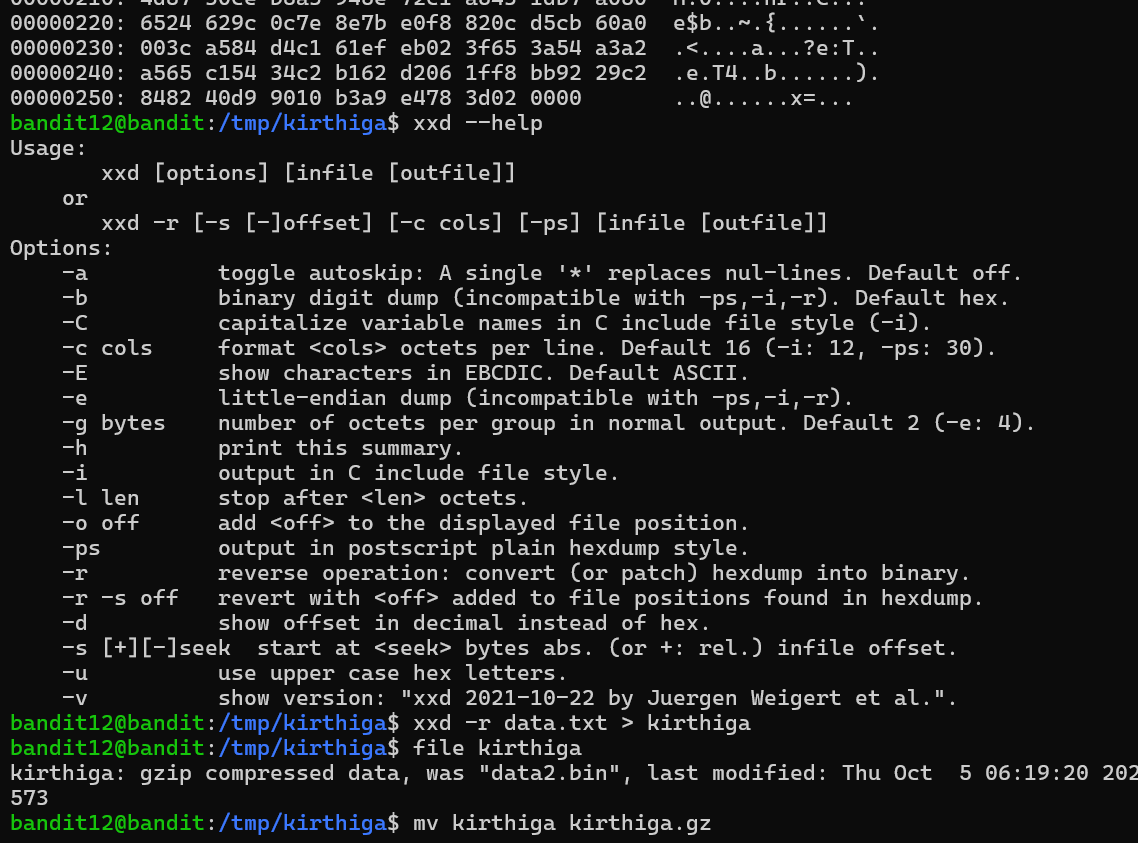 00000220: 6524 629c 0c7e 8e7b e0f8 820c d5cb 60a0  e$b..~.{......`.
00000230: 003c a584 d4c1 61ef eb02 3f65 3a54 a3a2  .<....a...?e:T..
00000240: a565 c154 34c2 b162 d206 1ff8 bb92 29c2  .e.T4..b......).
00000250: 8482 40d9 9010 b3a9 e478 3d02 0000       ..@......x=...
bandit12@bandit:/tmp/kirthiga$ xxd --help
Usage:
       xxd [options] [infile [outfile]]
    or
       xxd -r [-s [-]offset] [-c cols] [-ps] [infile [outfile]]
Options:
    -a          toggle autoskip: A single '*' replaces nul-lines. Default off.
    -b          binary digit dump (incompatible with -ps,-i,-r). Default hex.
    -C          capitalize variable names in C include file style (-i).
    -c cols     format <cols> octets per line. Default 16 (-i: 12, -ps: 30).
    -E          show characters in EBCDIC. Default ASCII.
    -e          little-endian dump (incompatible with -ps,-i,-r).
    -g bytes    number of octets per group in normal output. Default 2 (-e: 4).
    -h          print this summary.
    -i          output in C include file style.
    -l len      stop after <len> octets.
    -o off      add <off> to the displayed file position.
    -ps         output in postscript plain hexdump style.
    -r          reverse operation: convert (or patch) hexdump into binary.
    -r -s off   revert with <off> added to file positions found in hexdump.
    -d          show offset in decimal instead of hex.
    -s [+][-]seek  start at <seek> bytes abs. (or +: rel.) infile offset.
    -u          use upper case hex letters.
    -v          show version: "xxd 2021-10-22 by Juergen Weigert et al.".
bandit12@bandit:/tmp/kirthiga$ xxd -r data.txt > kirthiga
bandit12@bandit:/tmp/kirthiga$ file kirthiga
kirthiga: gzip compressed data, was "data2.bin", last modified: Thu Oct  5 06:19:20 202
573
bandit12@bandit:/tmp/kirthiga$ mv kirthiga kirthiga.gz